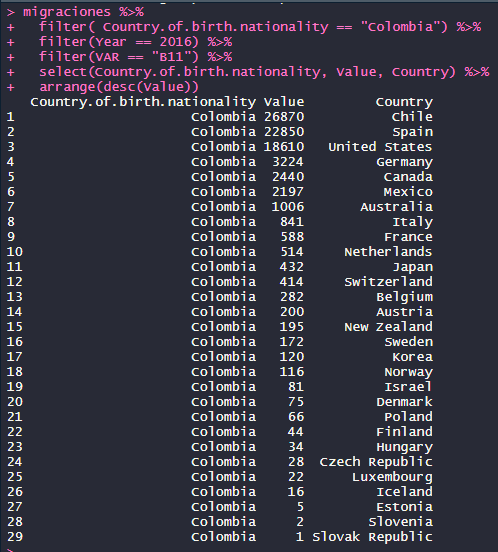 > migraciones %>%
+   filter( Country.of.birth.nationality == "Colombia") %>%
+   filter(Year == 2016) %>%
+   filter(VAR == "B11") %>%
+   select(Country.of.birth.nationality, Value, Country) %>%
+   arrange(desc(Value))
   Country.of.birth.nationality Value         Country
1                      Colombia 26870           Chile
2                      Colombia 22850           Spain
3                      Colombia 18610   United States
4                      Colombia  3224         Germany
5                      Colombia  2440          Canada
6                      Colombia  2197          Mexico
7                      Colombia  1006       Australia
8                      Colombia   841           Italy
9                      Colombia   588          France
10                     Colombia   514     Netherlands
11                     Colombia   432           Japan
12                     Colombia   414     Switzerland
13                     Colombia   282         Belgium
14                     Colombia   200         Austria
15                     Colombia   195     New Zealand
16                     Colombia   172          Sweden
17                     Colombia   120           Korea
18                     Colombia   116          Norway
19                     Colombia    81          Israel
20                     Colombia    75         Denmark
21                     Colombia    66          Poland
22                     Colombia    44         Finland
23                     Colombia    34         Hungary
24                     Colombia    28  Czech Republic
25                     Colombia    22      Luxembourg
26                     Colombia    16         Iceland
27                     Colombia     5         Estonia
28                     Colombia     2        Slovenia
29                     Colombia     1 Slovak Republic